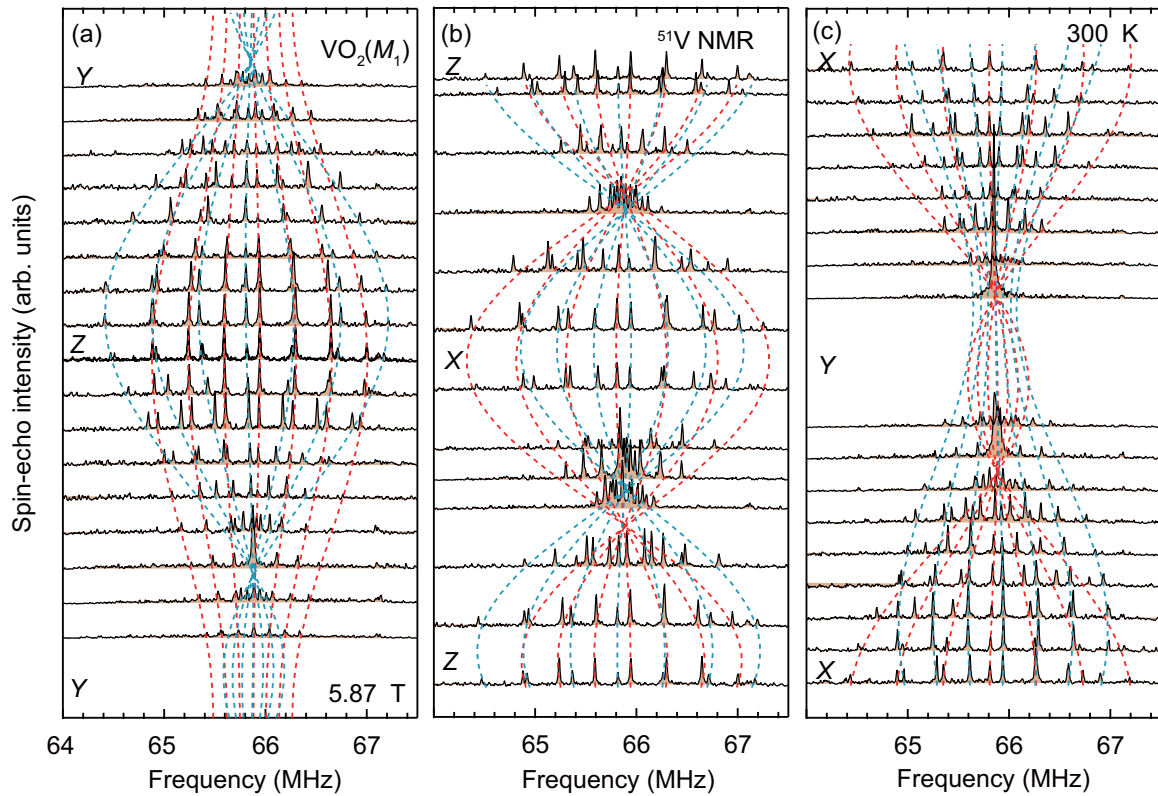 (a)
VO₂(M₁)
Y
Z
Y
5.87 T
(b)
⁵¹V NMR
Z
X
Z
(c)
300 K
X
Y
X
Spin-echo intensity (arb. units)
64 65 66 67
65 66 67
65 66 67
Frequency (MHz)
Frequency (MHz)
Frequency (MHz)